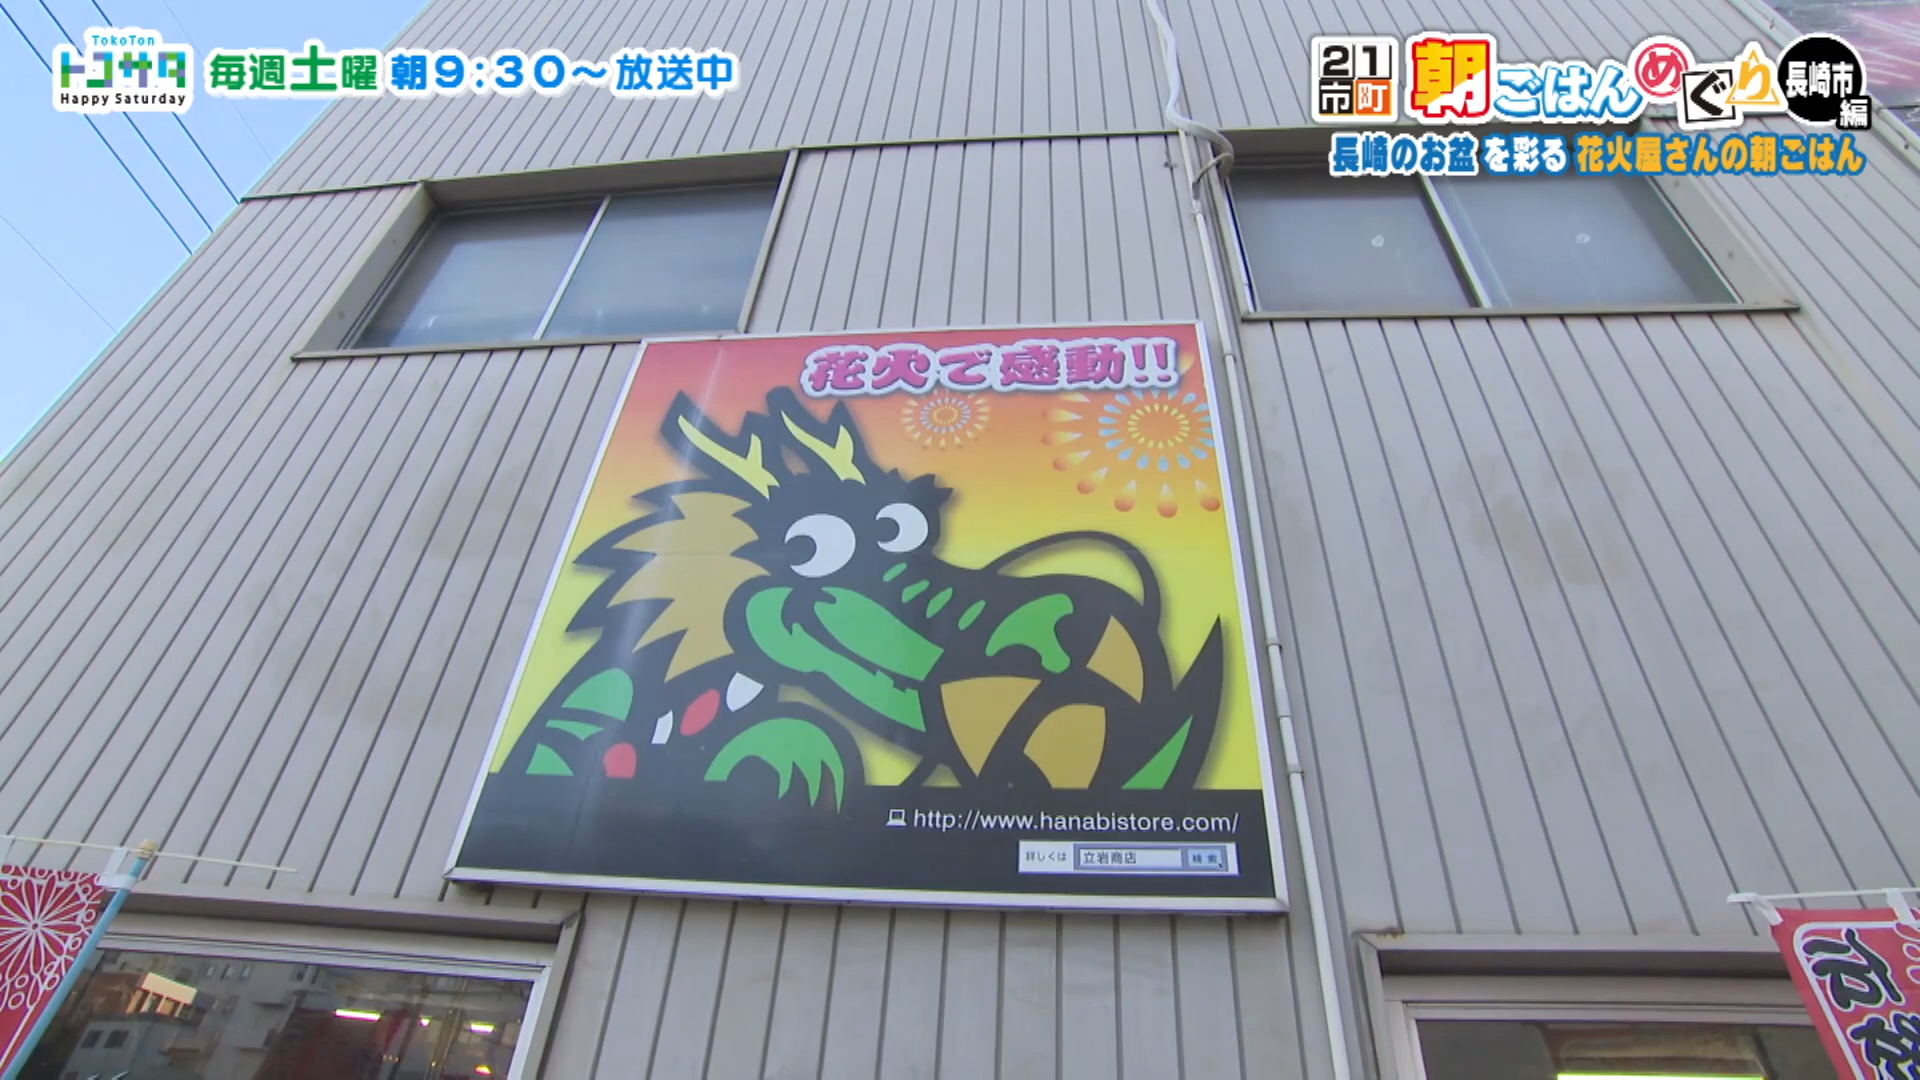 TokoTon
トコサタ
Happy Saturday
毎週土曜 朝9:30～放送中
21市町 朝ごはんめぐり 長崎市編
長崎のお盆を彩る 花火屋さんの朝ごはん
花火で感動!!
http://www.hanabistore.com/
詳しくは 立岩商店 検索